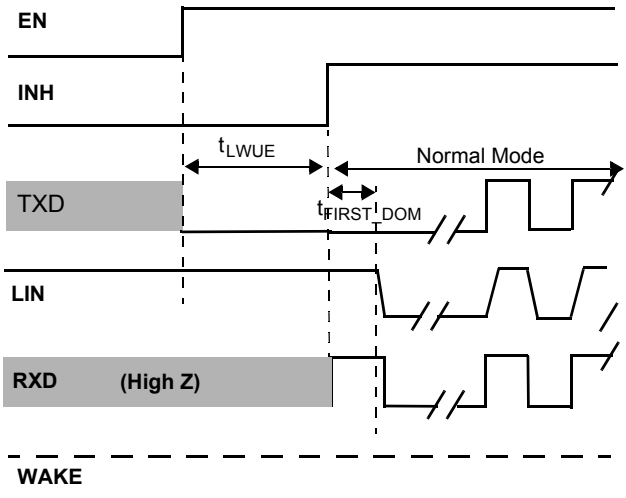 EN
INH
tLWUE
Normal Mode
TXD
tFIRST_DOM
LIN
RXD (High Z)
WAKE